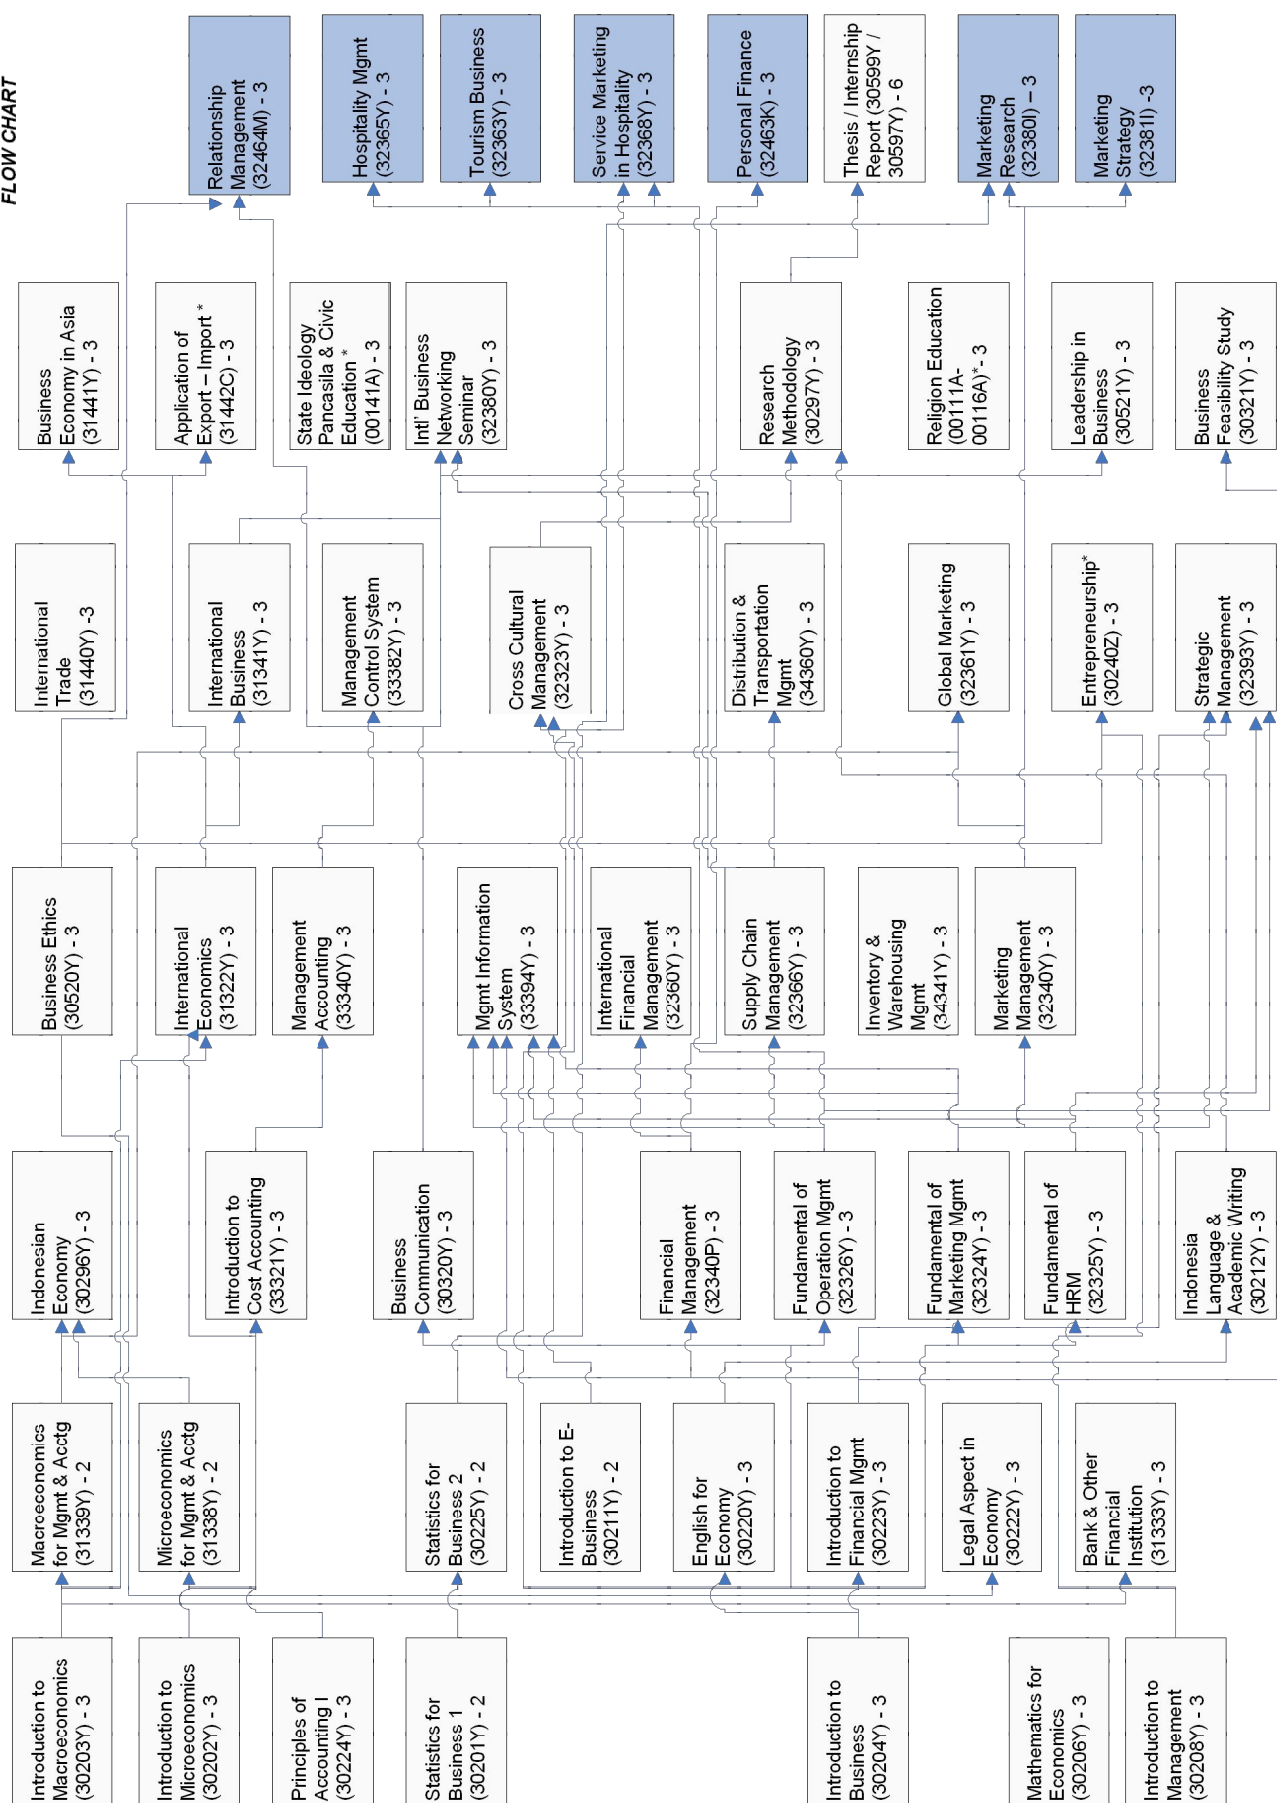 FLOW CHART
Introduction to
Macroeconomics
(30203Y) - 3
Introduction to
Microeconomics
(30202Y) - 3
Principles of
Accounting I
(30224Y) - 3
Statistics for
Business 1
(30201Y) - 2
Introduction to
Business
(30204Y) - 3
Mathematics for
Economics
(30206Y) - 3
Introduction to
Management
(30208Y) - 3
Macroeconomics
for Mgmt & Acctg
(31339Y) - 2
Microeconomics
for Mgmt & Acctg
(31338Y) - 2
Statistics for
Business 2
(30225Y) - 2
Introduction to E-
Business
(30211Y) - 2
English for
Economy
(30220Y) - 3
Introduction to
Financial Mgmt
(30223Y) - 3
Legal Aspect in
Economy
(30222Y) - 3
Bank & Other
Financial
Institution
(31333Y) - 3
Indonesian
Economy
(30296Y) - 3
Introduction to
Cost Accounting
(33321Y) - 3
Business
Communication
(30320Y) - 3
Financial
Management
(32340P) - 3
Fundamental of
Operation Mgmt
(32326Y) - 3
Fundamental of
Marketing Mgmt
(32324Y) - 3
Fundamental of
HRM
(32325Y) - 3
Indonesia
Language &
Academic Writing
(30212Y) - 3
Business Ethics
(30520Y) - 3
International
Economics
(31322Y) - 3
Management
Accounting
(33340Y) - 3
Mgmt Information
System
(33394Y) - 3
International
Financial
Management
(32360Y) - 3
Supply Chain
Management
(32366Y) - 3
Inventory &
Warehousing
Mgmt
(34341Y) - 3
Marketing
Management
(32340Y) - 3
International
Trade
(31440Y) -3
International
Business
(31341Y) - 3
Management
Control System
(33382Y) - 3
Cross Cultural
Management
(32323Y) - 3
Distribution &
Transportation
Mgmt
(34360Y) - 3
Global Marketing
(32361Y) - 3
Entrepreneurship*
(30240Z) - 3
Strategic
Management
(32393Y) - 3
Business
Economy in Asia
(31441Y) - 3
Application of
Export – Import *
(31442C) - 3
State Ideology
Pancasila & Civic
Education *
(00141A) - 3
Intl' Business
Networking
Seminar
(32380Y) - 3
Research
Methodology
(30297Y) - 3
Religion Education
(00111A-
00116A)*- 3
Leadership in
Business
(30521Y) - 3
Business
Feasibility Study
(30321Y) - 3
Relationship
Management
(32464M) - 3
Hospitality Mgmt
(32365Y) - 3
Tourism Business
(32363Y) - 3
Service Marketing
in Hospitality
(32368Y) - 3
Personal Finance
(32463K) - 3
Thesis / Internship
Report (30599Y /
30597Y) - 6
Marketing
Research
(32380I) – 3
Marketing
Strategy
(32381I) -3